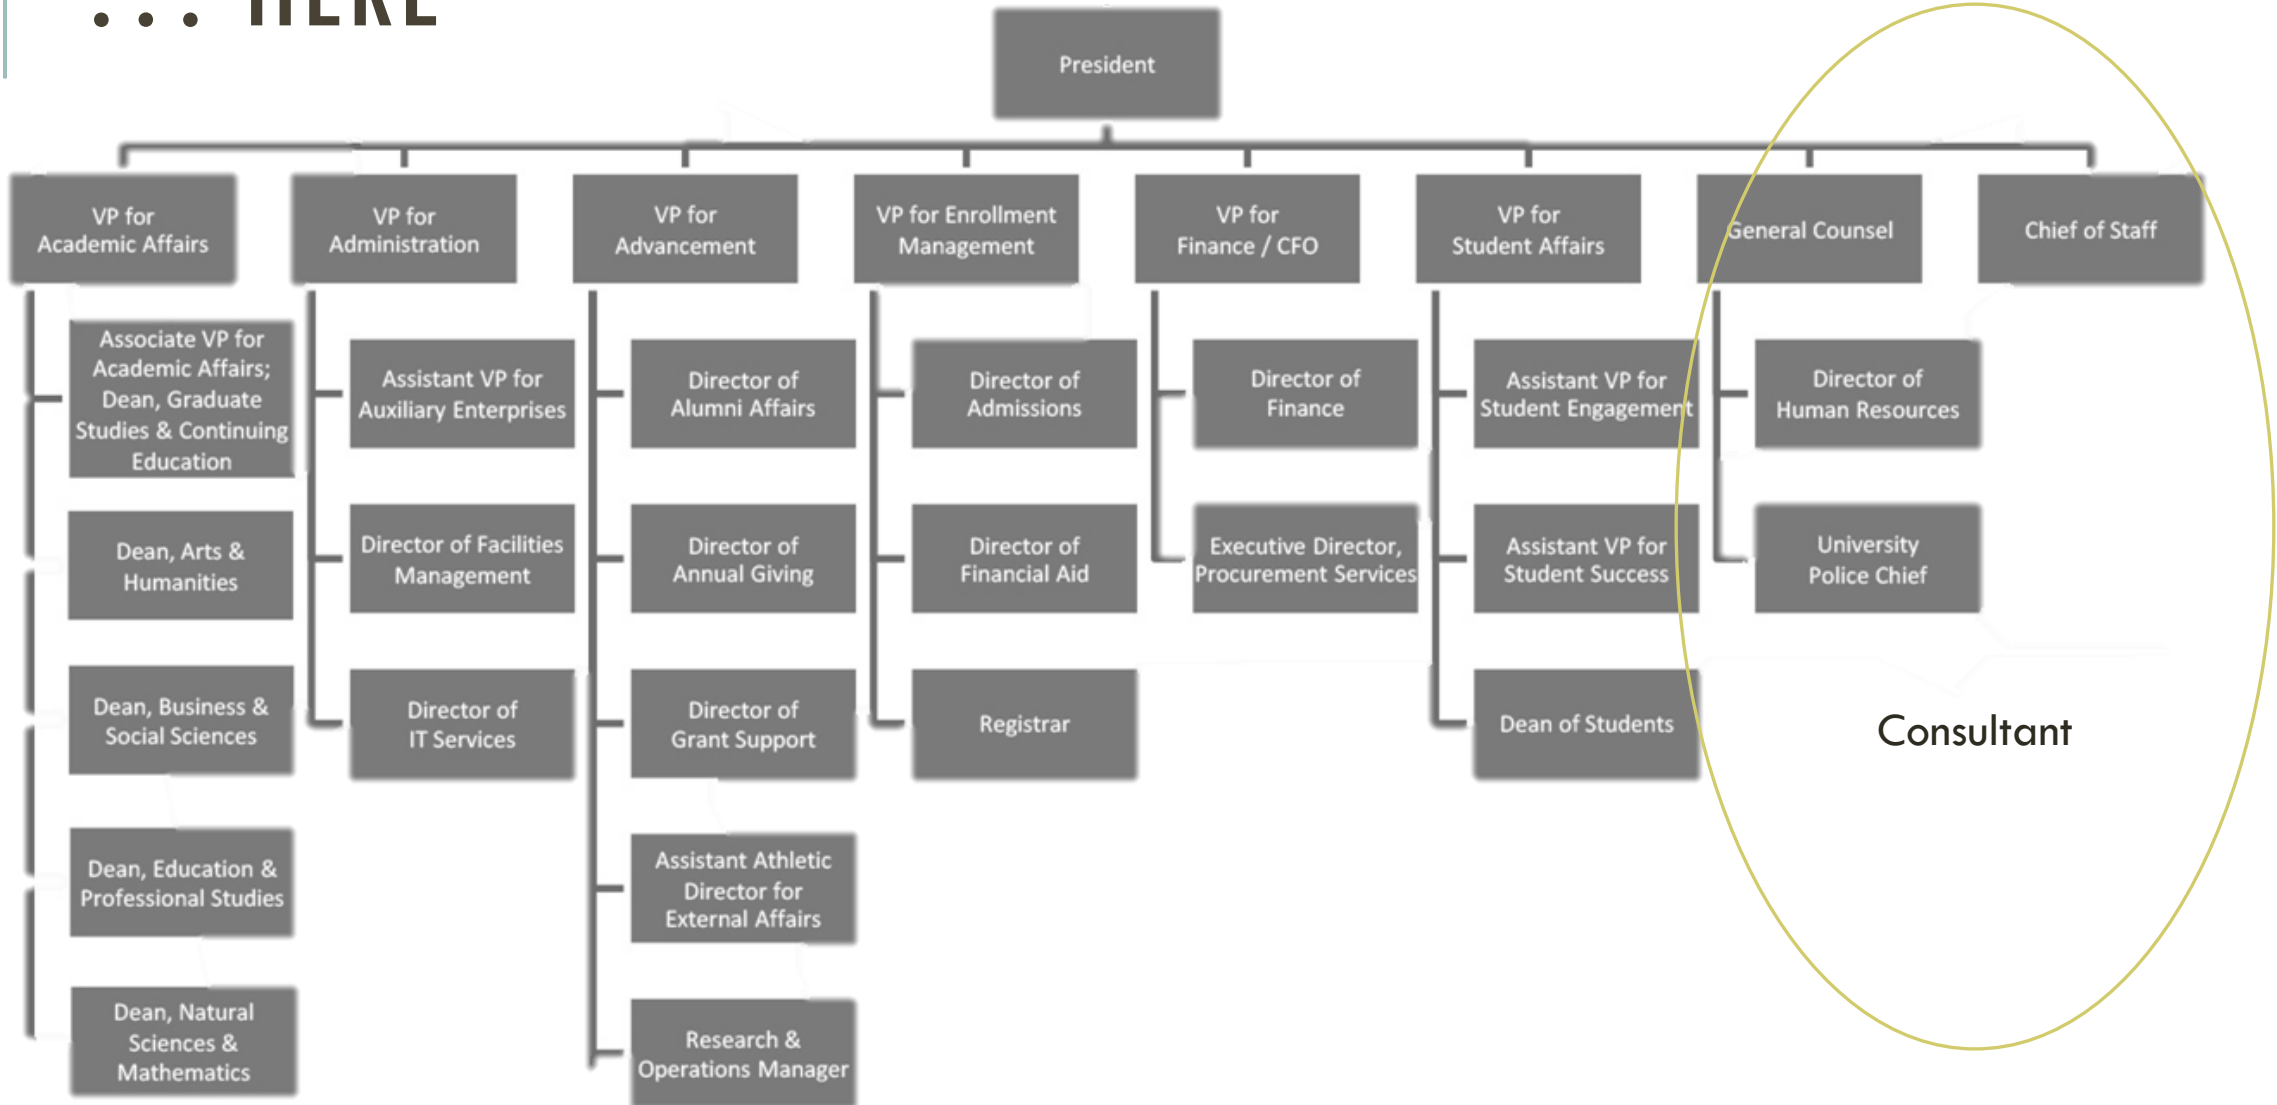 ... HERE
President
VP for
Academic Affairs
VP for
Administration
VP for
Advancement
VP for Enrollment
Management
VP for
Finance / CFO
VP for
Student Affairs
General Counsel
Chief of Staff
Associate VP for
Academic Affairs;
Dean, Graduate
Studies & Continuing
Education
Dean, Arts &
Humanities
Dean, Business &
Social Sciences
Dean, Education &
Professional Studies
Dean, Natural
Sciences &
Mathematics
Assistant VP for
Auxiliary Enterprises
Director of Facilities
Management
Director of
IT Services
Director of
Alumni Affairs
Director of
Annual Giving
Director of
Grant Support
Assistant Athletic
Director for
External Affairs
Research &
Operations Manager
Director of
Admissions
Director of
Financial Aid
Registrar
Director of
Finance
Executive Director,
Procurement Services
Assistant VP for
Student Engagement
Assistant VP for
Student Success
Dean of Students
Director of
Human Resources
University
Police Chief
Consultant